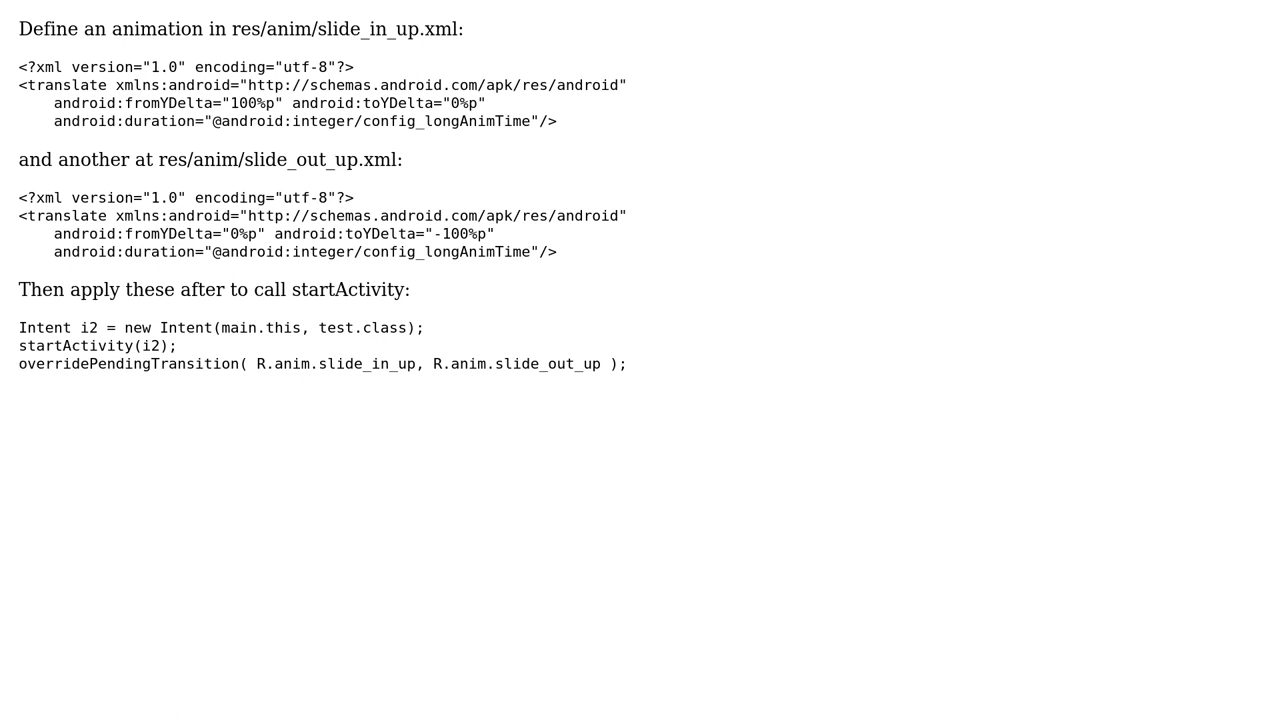 Define an animation in res/anim/slide_in_up.xml:
<?xml version="1.0" encoding="utf-8"?>
<translate xmlns:android="http://schemas.android.com/apk/res/android"
    android:fromYDelta="100%p" android:toYDelta="0%p"
    android:duration="@android:integer/config_longAnimTime"/>
and another at res/anim/slide_out_up.xml:
<?xml version="1.0" encoding="utf-8"?>
<translate xmlns:android="http://schemas.android.com/apk/res/android"
    android:fromYDelta="0%p" android:toYDelta="-100%p"
    android:duration="@android:integer/config_longAnimTime"/>
Then apply these after to call startActivity:
Intent i2 = new Intent(main.this, test.class);
startActivity(i2);
overridePendingTransition( R.anim.slide_in_up, R.anim.slide_out_up );